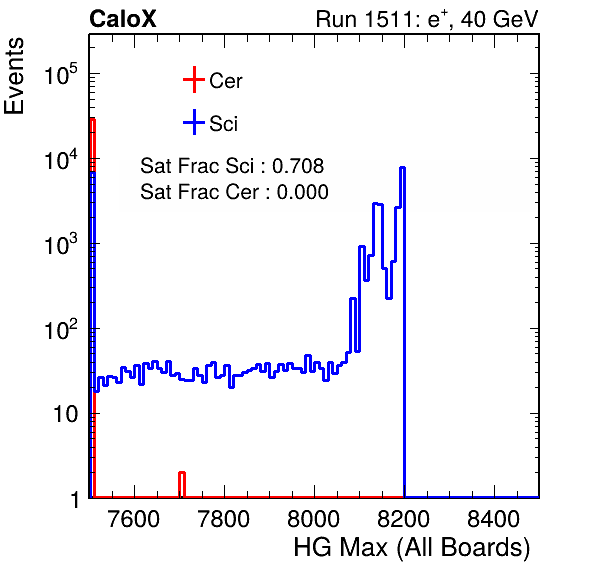 CaloX Run 1511: e⁺, 40 GeV
Events
Cer
Sci
Sat Frac Sci : 0.708
Sat Frac Cer : 0.000
10⁵
10⁴
10³
10²
10
1
7600 7800 8000 8200 8400
HG Max (All Boards)